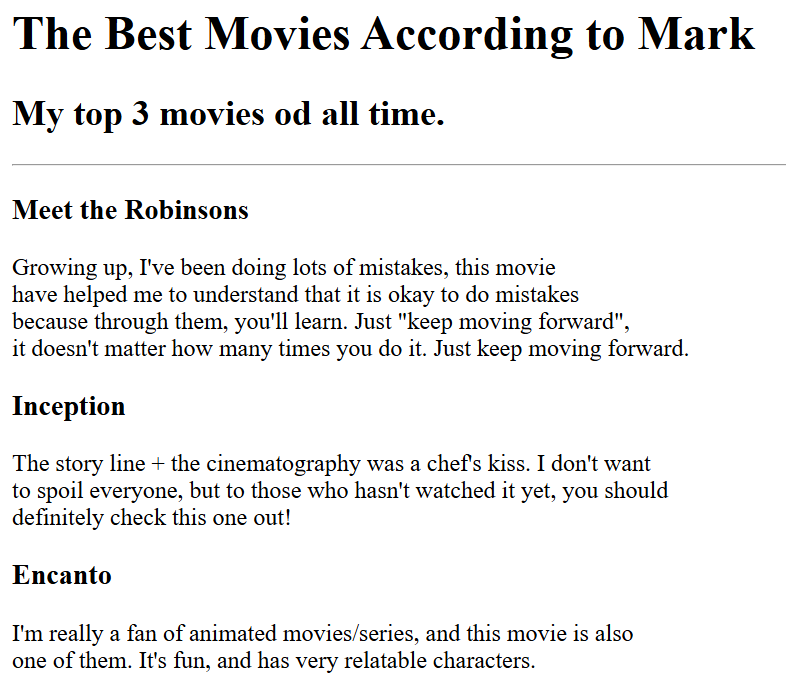 The Best Movies According to Mark
My top 3 movies od all time.
Meet the Robinsons
Growing up, I've been doing lots of mistakes, this movie
have helped me to understand that it is okay to do mistakes
because through them, you'll learn. Just "keep moving forward",
it doesn't matter how many times you do it. Just keep moving forward.
Inception
The story line + the cinematography was a chef's kiss. I don't want
to spoil everyone, but to those who hasn't watched it yet, you should
definitely check this one out!
Encanto
I'm really a fan of animated movies/series, and this movie is also
one of them. It's fun, and has very relatable characters.